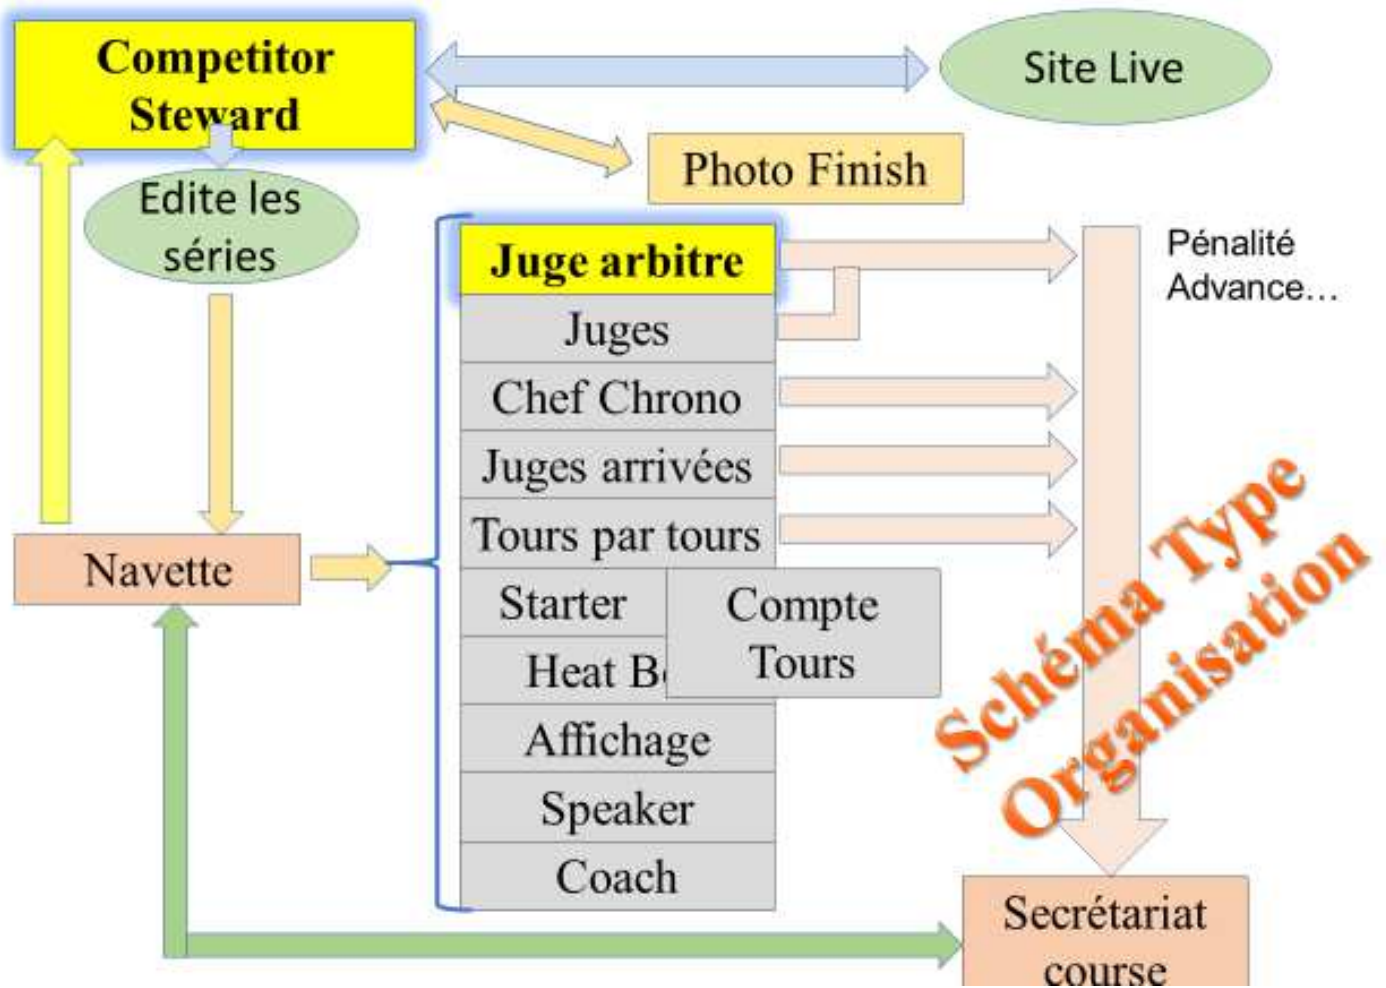 Competitor
Steward
Site Live
Photo Finish
Edite les
séries
Juge arbitre
Pénalité
Advance...
Juges
Chef Chrono
Juges arrivées
Tours par tours
Navette
Starter
Compte
Tours
Heat
Affichage
Speaker
Coach
Schéma Type
Organisation
Secrétariat
course